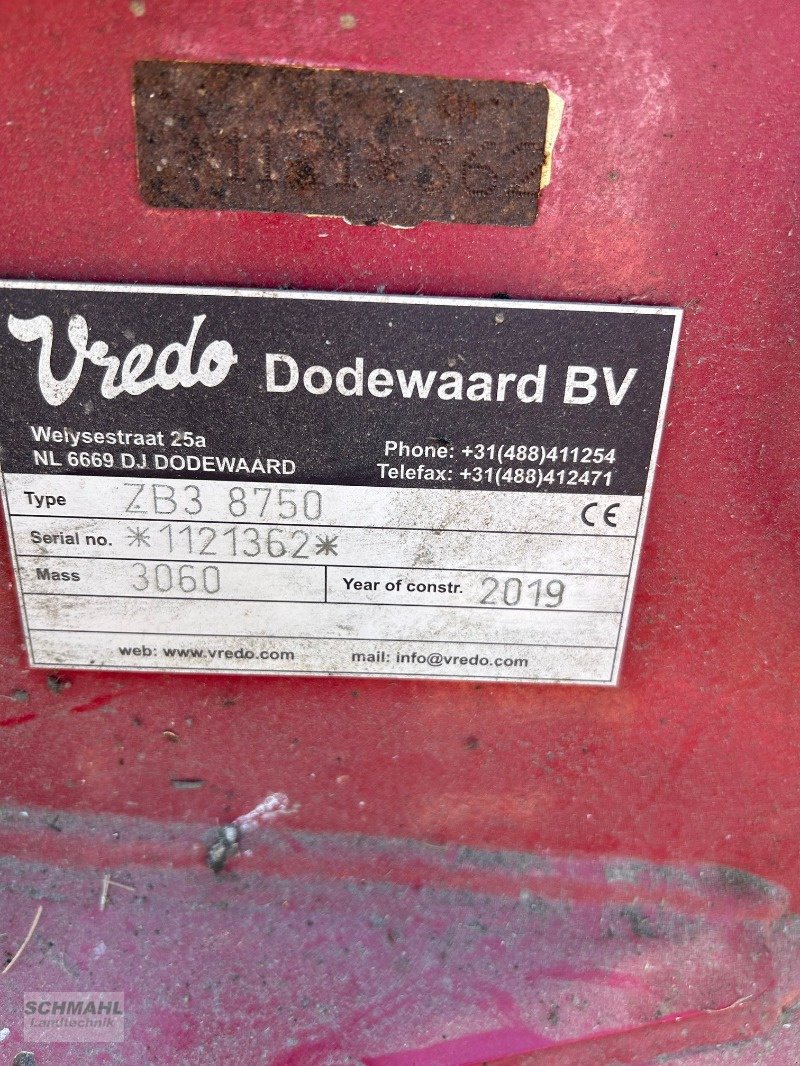 362
Vredo Dodewaard BV
Welysestraat 25a
NL 6669 DJ DODEWAARD
Phone: +31(488)411254
Telefax: +31(488)412471
Type ZB3 8750 CE
Serial no. *1121362*
Mass 3060 Year of constr. 2019
web: www.vredo.com mail: info@vredo.com
SCHMAHL
Landtechnik